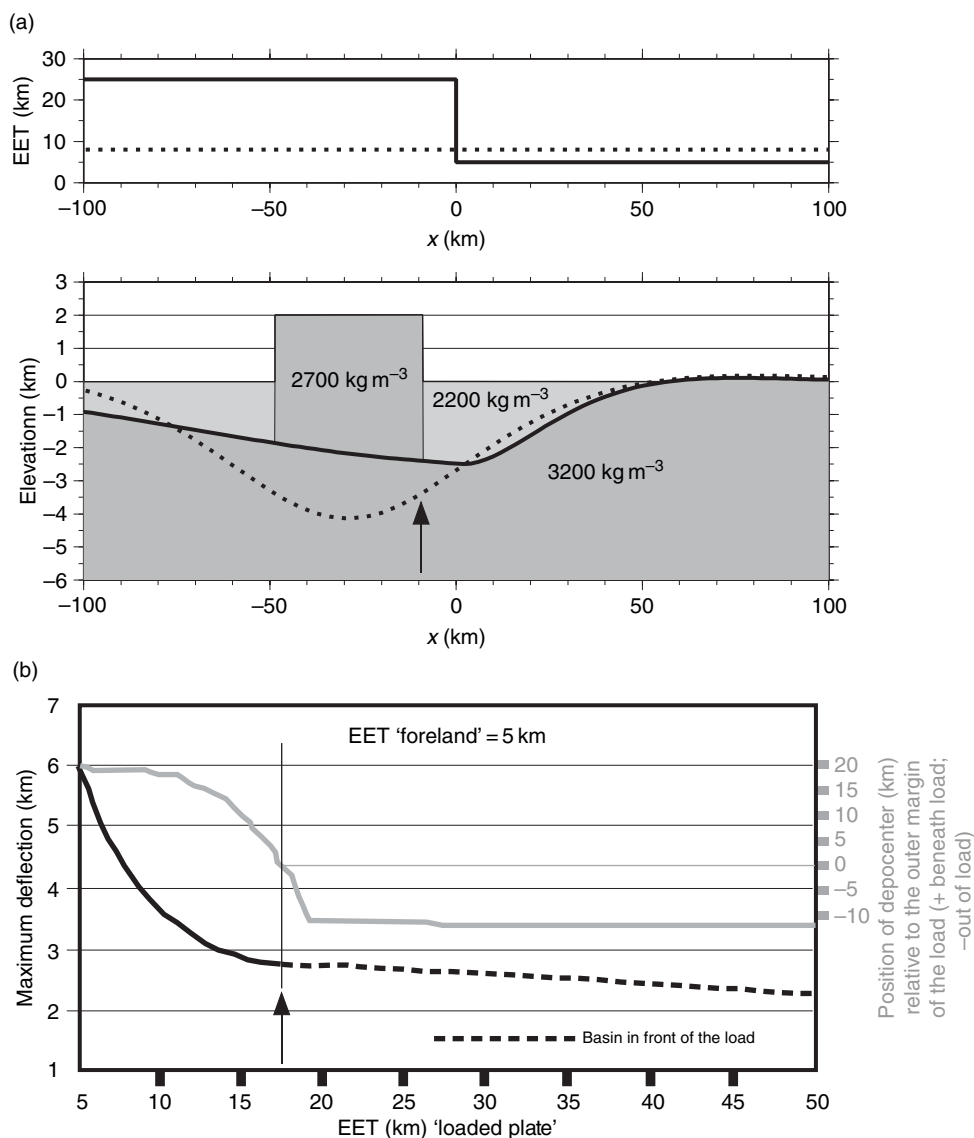 (a)
30
20
10
0
EET (km)
–100
–50
0
50
100
x (km)
3
2
1
0
–1
–2
–3
–4
–5
–6
Elevationn (km)
2700 kg m–3
2200 kg m–3
3200 kg m–3
–100
–50
0
50
100
x (km)
(b)
7
6
5
4
3
2
1
Maximum deflection (km)
EET ‘foreland’ = 5 km
20
15
10
5
0
–5
–10
Position of depocenter (km)
relative to the outer margin
of the load (+ beneath load;
–out of load)
Basin in front of the load
5
10
15
20
25
30
35
40
45
50
EET (km) ‘loaded plate’